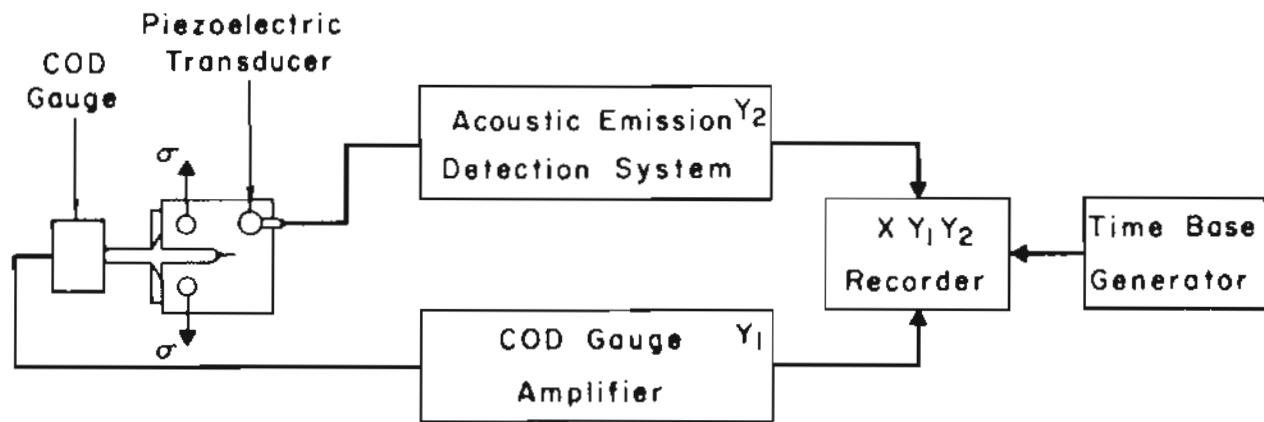 Piezoelectric
Transducer
COD
Gauge
σ
σ
Acoustic Emission Y₂
Detection System
X Y₁ Y₂
Recorder
Time Base
Generator
COD Gauge Y₁
Amplifier